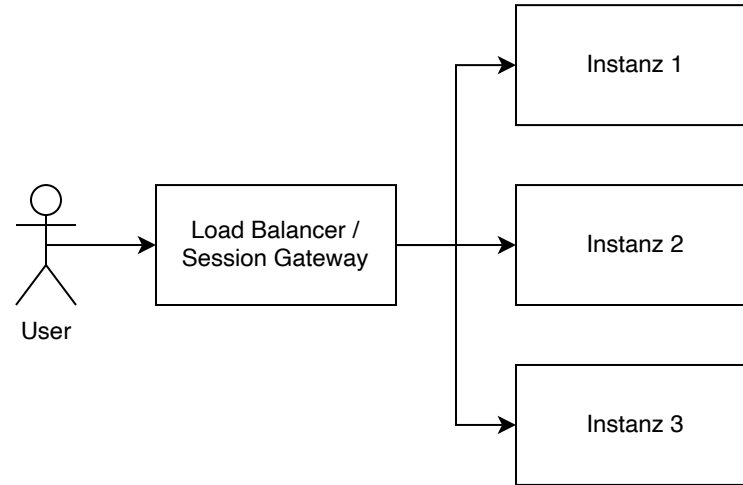 Instanz 1
Load Balancer /
Session Gateway
Instanz 2
User
Instanz 3